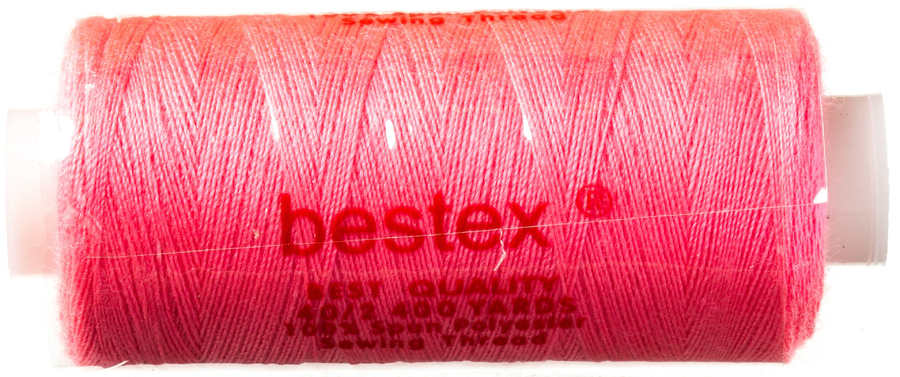 Sewing Thread
bestex ®
BEST QUALITY
40/2 400 YARDS
100% Spun Polyester
Sewing Thread